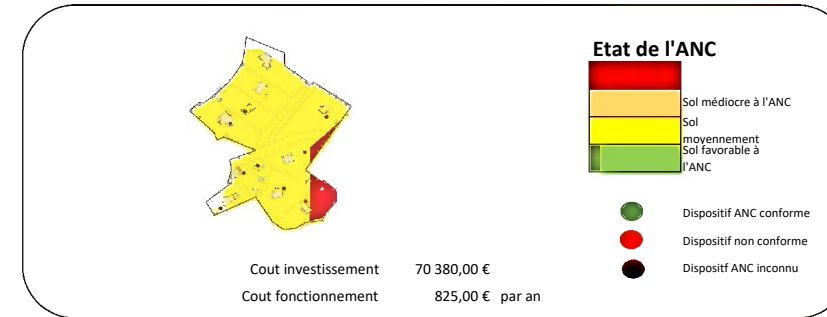 Etat de l'ANC
Sol médiocre à l'ANC
Sol
moyennement
Sol favorable à
l'ANC
Dispositif ANC conforme
Dispositif non conforme
Dispositf ANC inconnu
Cout investissement 70 380,00 €
Cout fonctionnement 825,00 € par an